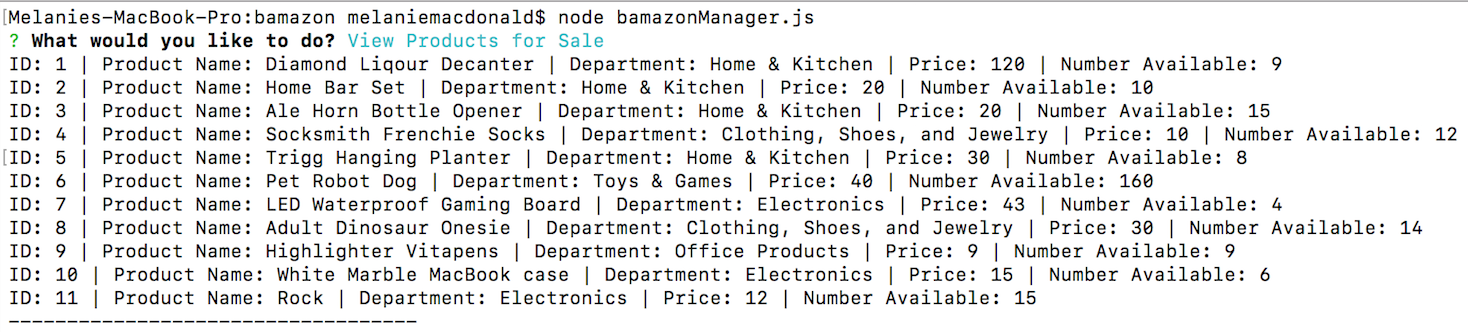 [Melanies-MacBook-Pro:bamazon melaniemacdonald$ node bamazonManager.js
? What would you like to do? View Products for Sale
ID: 1 | Product Name: Diamond Liqour Decanter | Department: Home & Kitchen | Price: 120 | Number Available: 9
ID: 2 | Product Name: Home Bar Set | Department: Home & Kitchen | Price: 20 | Number Available: 10
ID: 3 | Product Name: Ale Horn Bottle Opener | Department: Home & Kitchen | Price: 20 | Number Available: 15
ID: 4 | Product Name: Socksmith Frenchie Socks | Department: Clothing, Shoes, and Jewelry | Price: 10 | Number Available: 12
[ID: 5 | Product Name: Trigg Hanging Planter | Department: Home & Kitchen | Price: 30 | Number Available: 8
ID: 6 | Product Name: Pet Robot Dog | Department: Toys & Games | Price: 40 | Number Available: 160
ID: 7 | Product Name: LED Waterproof Gaming Board | Department: Electronics | Price: 43 | Number Available: 4
ID: 8 | Product Name: Adult Dinosaur Onesie | Department: Clothing, Shoes, and Jewelry | Price: 30 | Number Available: 14
ID: 9 | Product Name: Highlighter Vitapens | Department: Office Products | Price: 9 | Number Available: 9
ID: 10 | Product Name: White Marble MacBook case | Department: Electronics | Price: 15 | Number Available: 6
ID: 11 | Product Name: Rock | Department: Electronics | Price: 12 | Number Available: 15
-----------------------------------